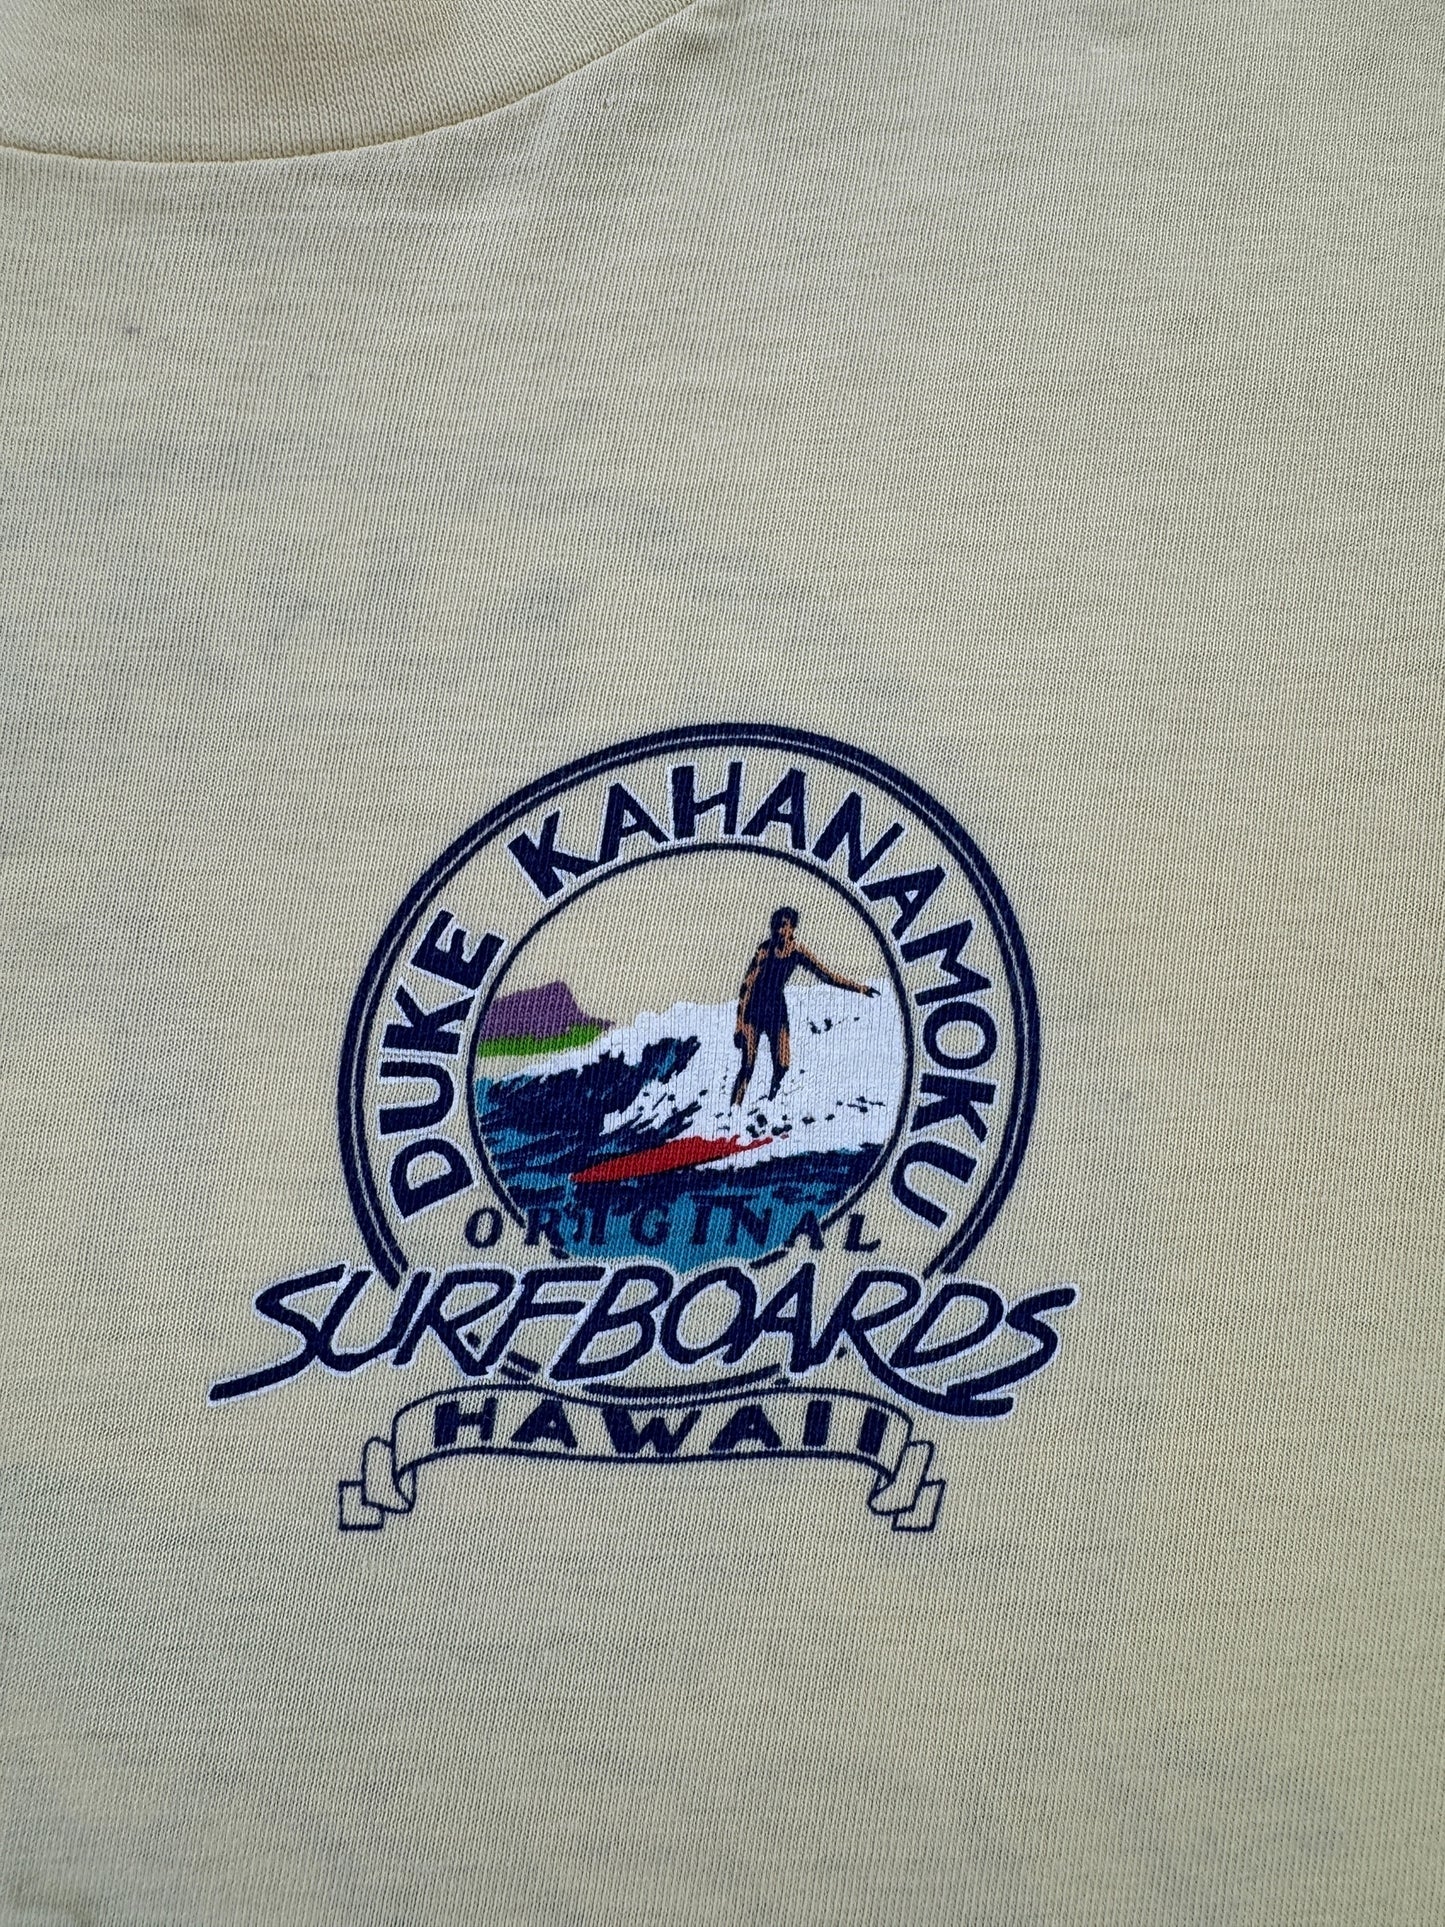 DUKE KAHANAMOKU
ORIGINAL
SURFBOARDS
HAWAII